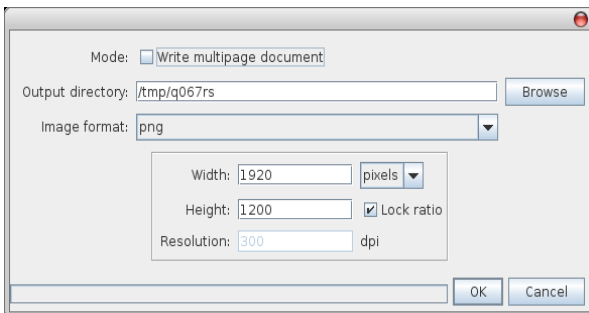 Mode: Write multipage document
Output directory: /tmp/q067rs Browse
Image format: png
Width: 1920 pixels
Height: 1200 Lock ratio
Resolution: 300 dpi
OK Cancel